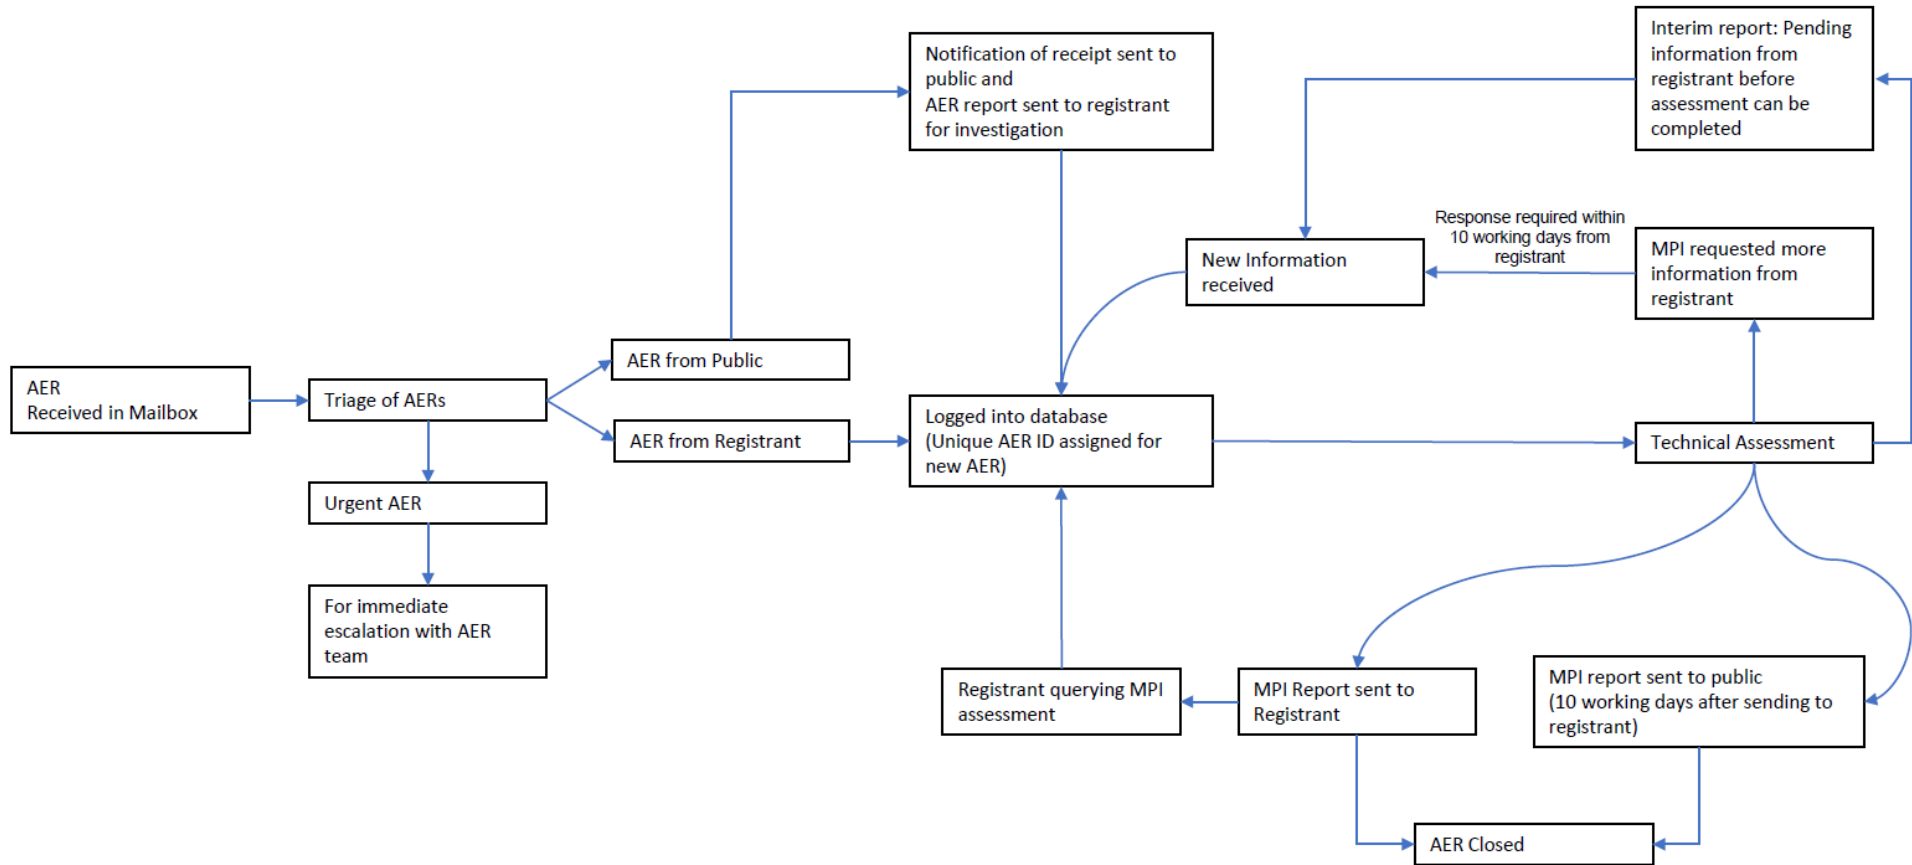 Notification of receipt sent to
public and
AER report sent to registrant
for investigation
Interim report: Pending
information from
registrant before
assessment can be
completed
Response required within
10 working days from
registrant
New Information
received
MPI requested more
information from
registrant
AER
Received in Mailbox
Triage of AERs
AER from Public
AER from Registrant
Logged into database
(Unique AER ID assigned for
new AER)
Technical Assessment
Urgent AER
For immediate
escalation with AER
team
Registrant querying MPI
assessment
MPI Report sent to
Registrant
MPI report sent to public
(10 working days after sending to
registrant)
AER Closed